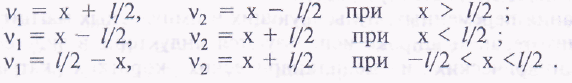 ν₁ = x + l/2, ν₂ = x − l/2 при x > l/2,
ν₁ = x − l/2, ν₂ = x + l/2 при x < l/2 ;
ν₁ = l/2 − x, ν₂ = x + l/2 при −l/2 < x < l/2 .